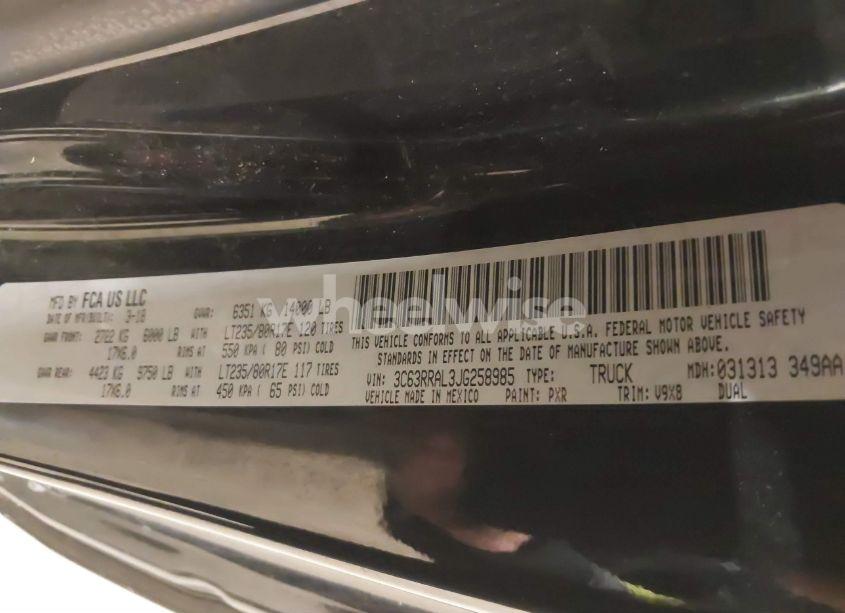 MFD BY FCA US LLC
DATE OF MFR/BUILT: 3-18 GVWR: 6351 KG 14000 LB
GAWR FRONT: 2722 KG 6000 LB WITH LT235/80R17E 120 TIRES
17X6.0 RIMS AT 550 KPA ( 80 PSI) COLD
GAWR REAR: 4423 KG 9750 LB WITH LT235/80R17E 117 TIRES
17X6.0 RIMS AT 450 KPA ( 65 PSI) COLD
THIS VEHICLE CONFORMS TO ALL APPLICABLE U.S.A. FEDERAL MOTOR VEHICLE SAFETY
STANDARDS IN EFFECT ON THE DATE OF MANUFACTURE SHOWN ABOVE.
VIN: 3C63RRAL3JG258985 TYPE: TRUCK MDH: 031313 349AA
VEHICLE MADE IN MEXICO PAINT: PXR TRIM: V9X8 DUAL
wheelwise